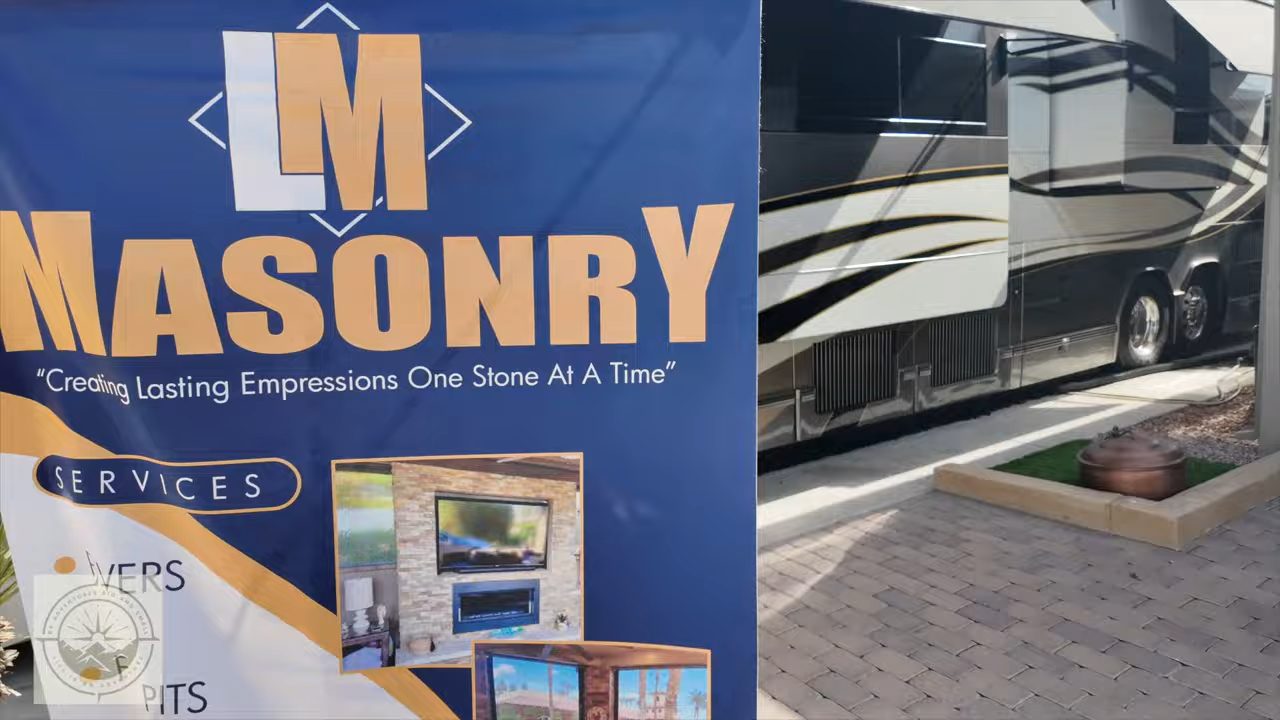 LM
MASONRY
“Creating Lasting Empressions One Stone At A Time”
SERVICES
PITS